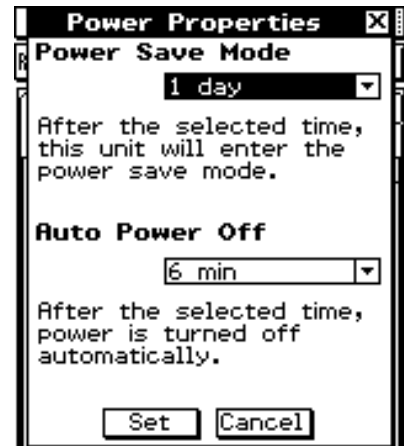 Power Properties
Power Save Mode
1 day
After the selected time,
this unit will enter the
power save mode.
Auto Power Off
6 min
After the selected time,
power is turned off
automatically.
Set Cancel